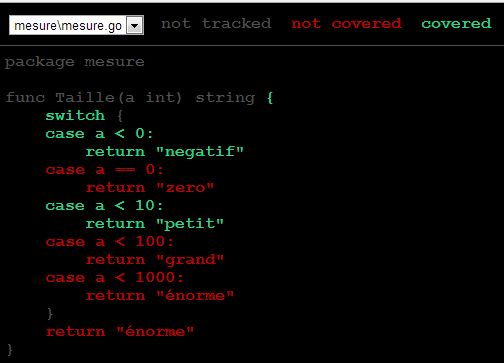 mesure\mesure.go not tracked not covered covered
package mesure
func Taille(a int) string {
switch {
case a < 0:
return "negatif"
case a == 0:
return "zero"
case a < 10:
return "petit"
case a < 100:
return "grand"
case a < 1000:
return "énorme"
}
return "énorme"
}